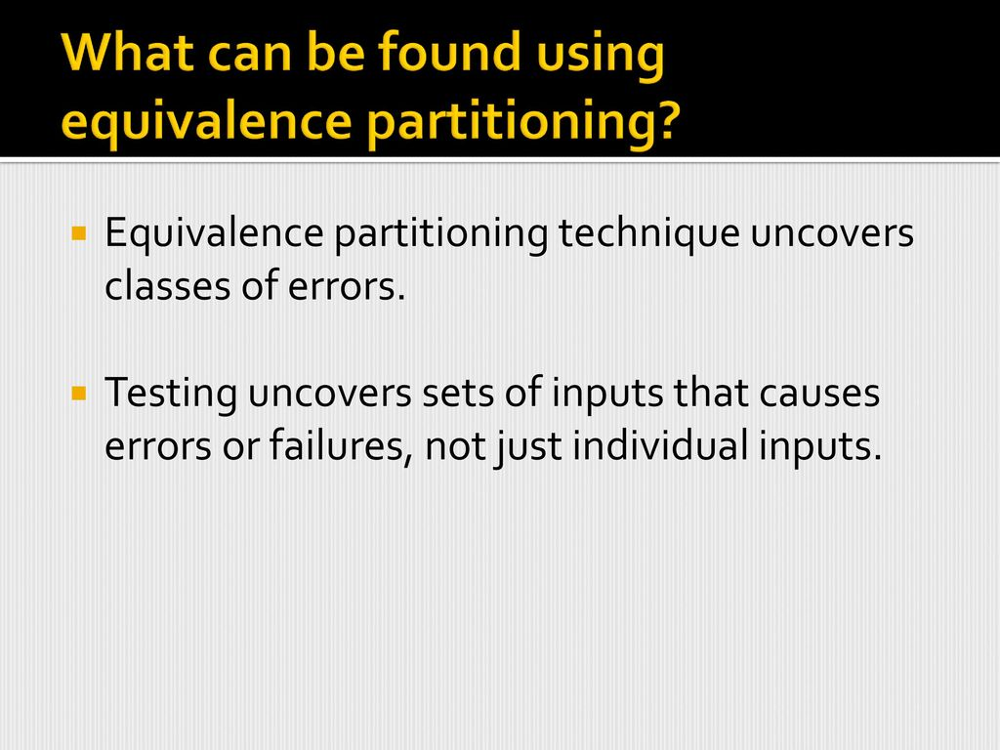 What can be found using
equivalence partitioning?
Equivalence partitioning technique uncovers
classes of errors.
Testing uncovers sets of inputs that causes
errors or failures, not just individual inputs.